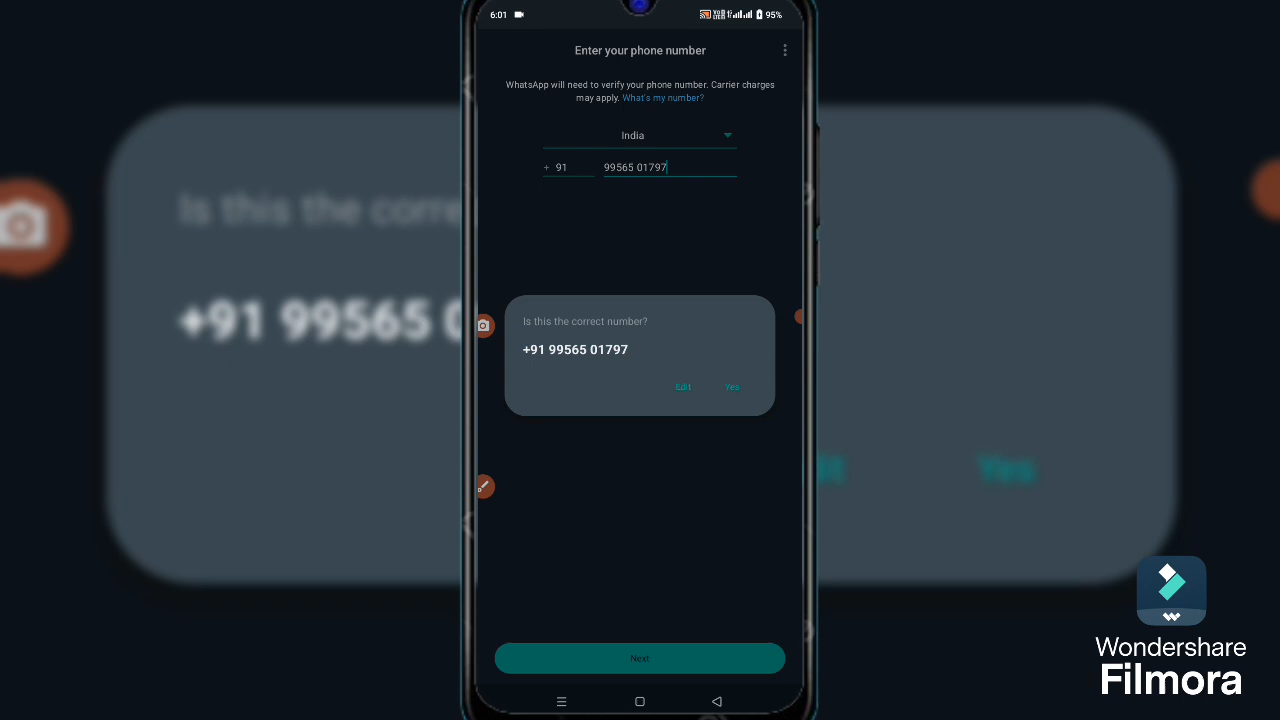 6:01
95%
Enter your phone number
WhatsApp will need to verify your phone number. Carrier charges
may apply. What's my number?
India
+ 91 99565 01797
Is this the correct number?
+91 99565 01797
Edit Yes
Next
Is this the corre
+91 99565 0
Yes
Wondershare
Filmora